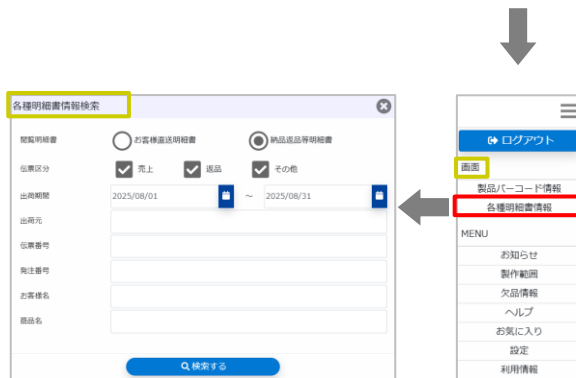 各種明細書情報検索
閲覧明細書
お客様直送明細書
納品返品等明細書
伝票区分
売上
返品
その他
出荷期間
2025/08/01
~
2025/08/31
出荷元
伝票番号
発注番号
お客様名
商品名
検索する
ログアウト
画面
製品バーコード情報
各種明細書情報
MENU
お知らせ
製作範囲
欠品情報
ヘルプ
お気に入り
設定
利用情報